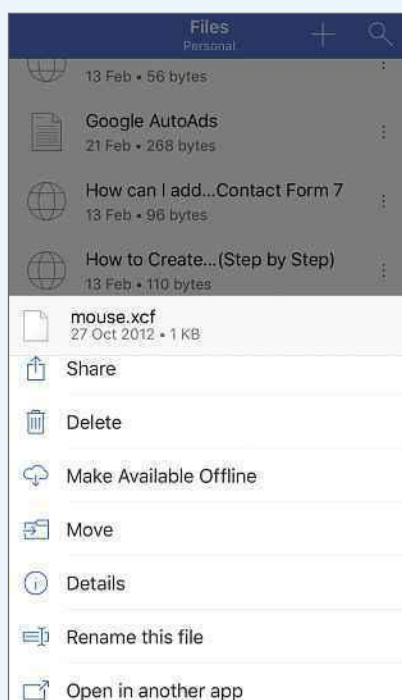 Files
Personal
13 Feb • 56 bytes
Google AutoAds
21 Feb • 268 bytes
How can I add...Contact Form 7
13 Feb • 96 bytes
How to Create...(Step by Step)
13 Feb • 110 bytes
mouse.xcf
27 Oct 2012 • 1 KB
Share
Delete
Make Available Offline
Move
Details
Rename this file
Open in another app